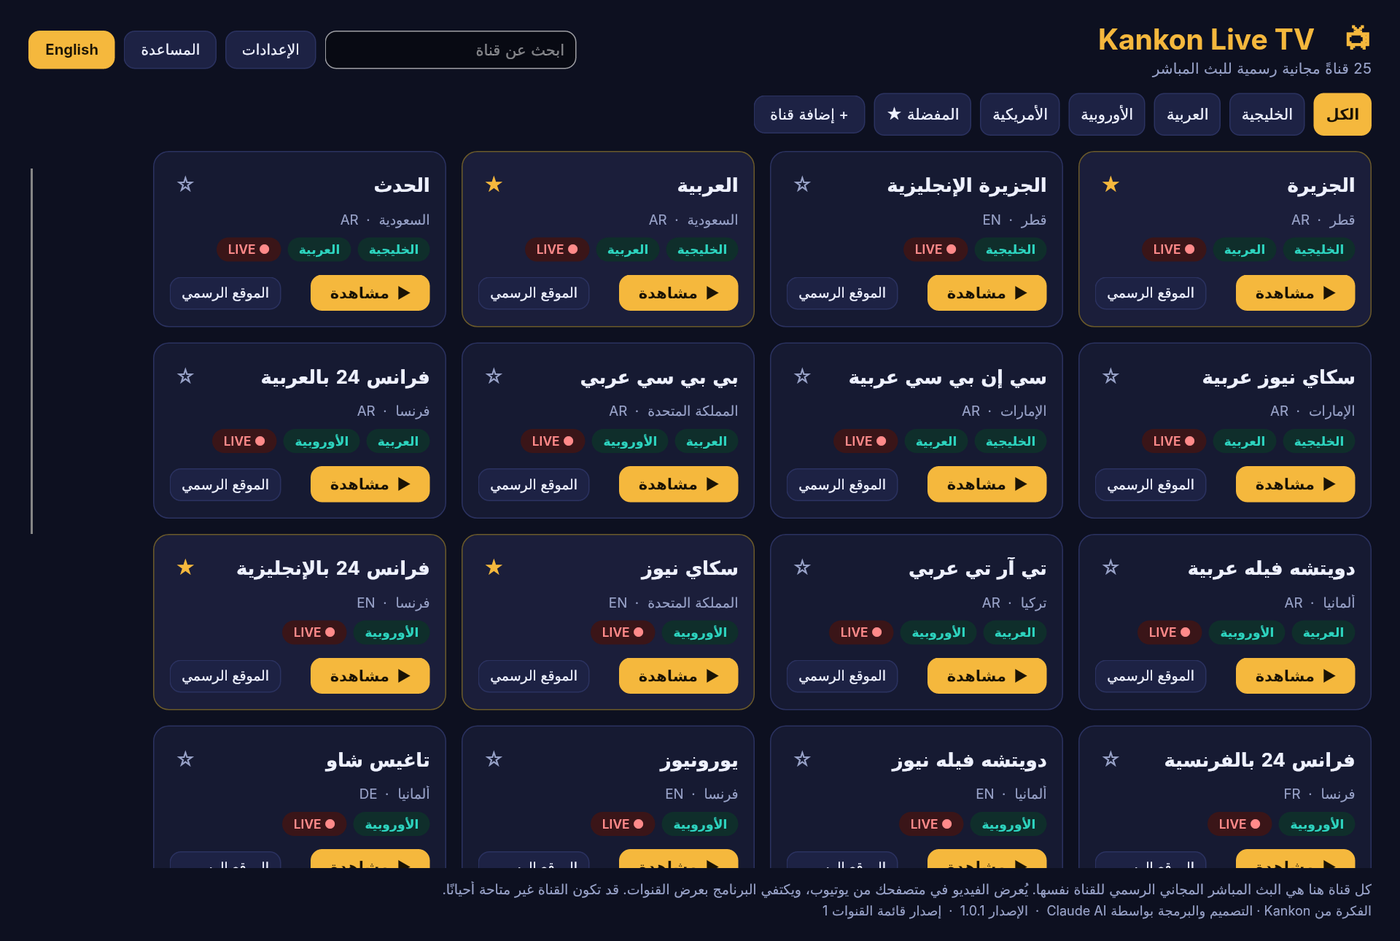 Kankon Live TV
25 قناةً مجانية رسمية للبث المباشر
ابحث عن قناة
الإعدادات
المساعدة
English
الكل
الخليجية
العربية
الأوروبية
الأمريكية
المفضلة ★
+ إضافة قناة
الجزيرة ★
قطر · AR
الخليجية العربية ● LIVE
▶ مشاهدة الموقع الرسمي
الجزيرة الإنجليزية ☆
قطر · EN
الخليجية ● LIVE
▶ مشاهدة الموقع الرسمي
العربية ★
السعودية · AR
الخليجية العربية ● LIVE
▶ مشاهدة الموقع الرسمي
الحدث ☆
السعودية · AR
الخليجية العربية ● LIVE
▶ مشاهدة الموقع الرسمي
سكاي نيوز عربية ☆
الإمارات · AR
الخليجية العربية ● LIVE
▶ مشاهدة الموقع الرسمي
سي إن بي سي عربية ☆
الإمارات · AR
الخليجية العربية ● LIVE
▶ مشاهدة الموقع الرسمي
بي بي سي عربي ☆
المملكة المتحدة · AR
العربية الأوروبية ● LIVE
▶ مشاهدة الموقع الرسمي
فرانس 24 بالعربية ☆
فرنسا · AR
العربية الأوروبية ● LIVE
▶ مشاهدة الموقع الرسمي
دويتشه فيله عربية ☆
ألمانيا · AR
العربية الأوروبية ● LIVE
▶ مشاهدة الموقع الرسمي
تي آر تي عربي ☆
تركيا · AR
العربية الأوروبية ● LIVE
▶ مشاهدة الموقع الرسمي
سكاي نيوز ★
المملكة المتحدة · EN
الأوروبية ● LIVE
▶ مشاهدة الموقع الرسمي
فرانس 24 بالإنجليزية ★
فرنسا · EN
الأوروبية ● LIVE
▶ مشاهدة الموقع الرسمي
فرانس 24 بالفرنسية ☆
فرنسا · FR
الأوروبية ● LIVE
دويتشه فيله نيوز ☆
ألمانيا · EN
الأوروبية ● LIVE
يورونيوز ☆
فرنسا · EN
الأوروبية ● LIVE
تاغيس شاو ☆
ألمانيا · DE
الأوروبية ● LIVE
كل قناة هنا هي البث المباشر المجاني الرسمي للقناة نفسها. يُعرض الفيديو في متصفحك من يوتيوب، ويكتفي البرنامج بعرض القنوات. قد تكون القناة غير متاحة أحيانًا.
الفكرة من Kankon · التصميم والبرمجة بواسطة Claude AI · الإصدار 1.0.1 · إصدار قائمة القنوات 1